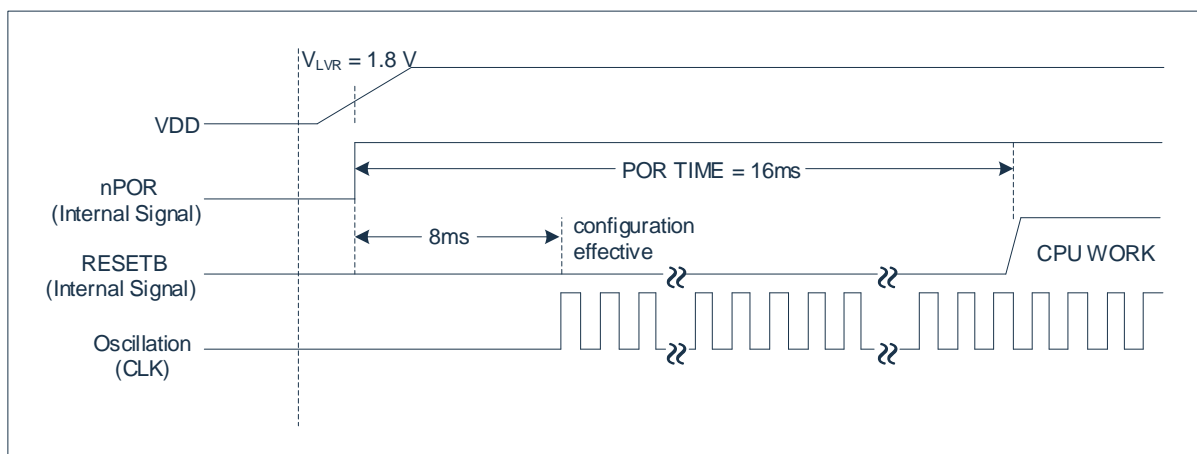 VLVR = 1.8 V
VDD
POR TIME = 16ms
nPOR
(Internal Signal)
8ms
configuration
effective
RESETB
(Internal Signal)
CPU WORK
Oscillation
(CLK)